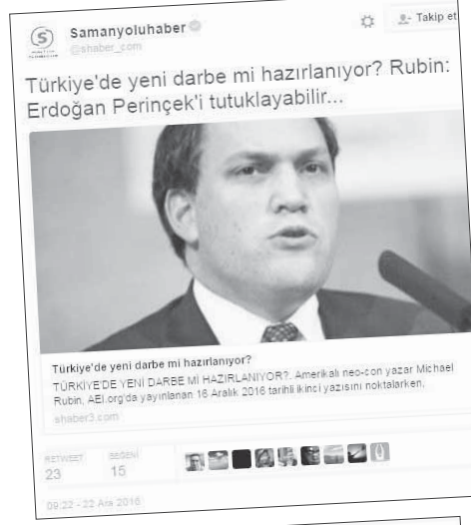 Samanyoluhaber
@shaber_com
Takip et
Türkiye'de yeni darbe mi hazırlanıyor? Rubin:
Erdoğan Perinçek'i tutuklayabilir...
Türkiye'de yeni darbe mi hazırlanıyor?
TÜRKİYE'DE YENİ DARBE Mİ HAZIRLANIYOR?. Amerikalı neo-con yazar Michael
Rubin, AEI.org'da yayınlanan 16 Aralık 2016 tarihli ikinci yazısını noktalarken,
shaber3.com
RETWEET
BEĞENİ
23
15
09:22 - 22 Ara 2016